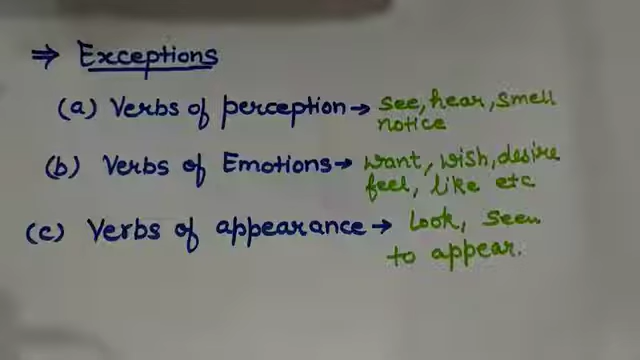 ⇒ Exceptions
(a) Verbs of perception → see, hear, smell
notice
(b) Verbs of Emotions → want, wish, desire
feel, like etc
(c) Verbs of appearance → Look, seem
to appear.